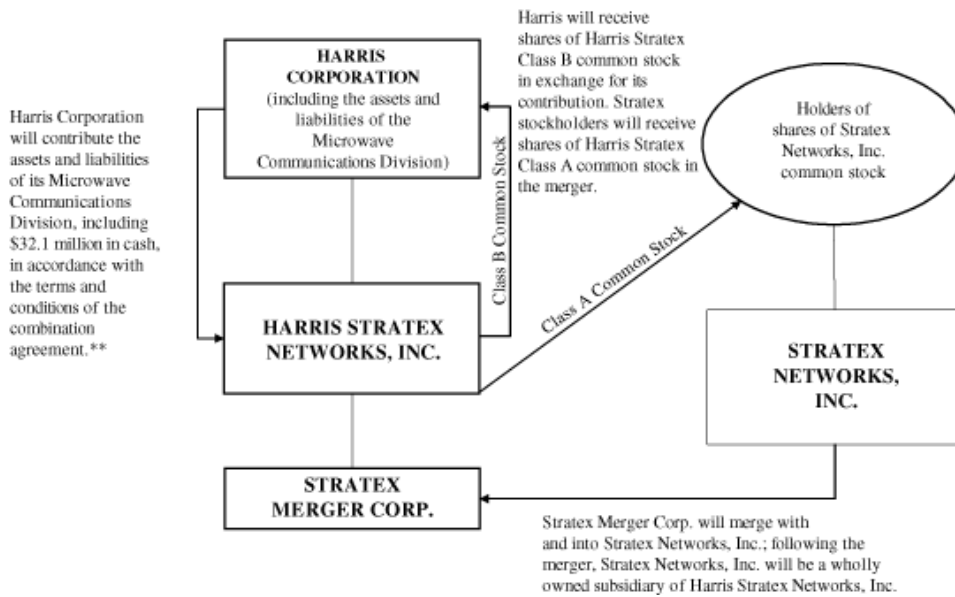 Harris Corporation
will contribute the
assets and liabilities
of its Microwave
Communications
Division, including
$32.1 million in cash,
in accordance with
the terms and
conditions of the
combination
agreement.**
HARRIS
CORPORATION
(including the assets and
liabilities of the
Microwave
Communications Division)
Harris will receive
shares of Harris Stratex
Class B common stock
in exchange for its
contribution. Stratex
stockholders will receive
shares of Harris Stratex
Class A common stock in
the merger.
Holders of
shares of Stratex
Networks, Inc.
common stock
Class B Common Stock
Class A Common Stock
HARRIS STRATEX
NETWORKS, INC.
STRATEX
NETWORKS,
INC.
STRATEX
MERGER CORP.
Stratex Merger Corp. will merge with
and into Stratex Networks, Inc.; following the
merger, Stratex Networks, Inc. will be a wholly
owned subsidiary of Harris Stratex Networks, Inc.